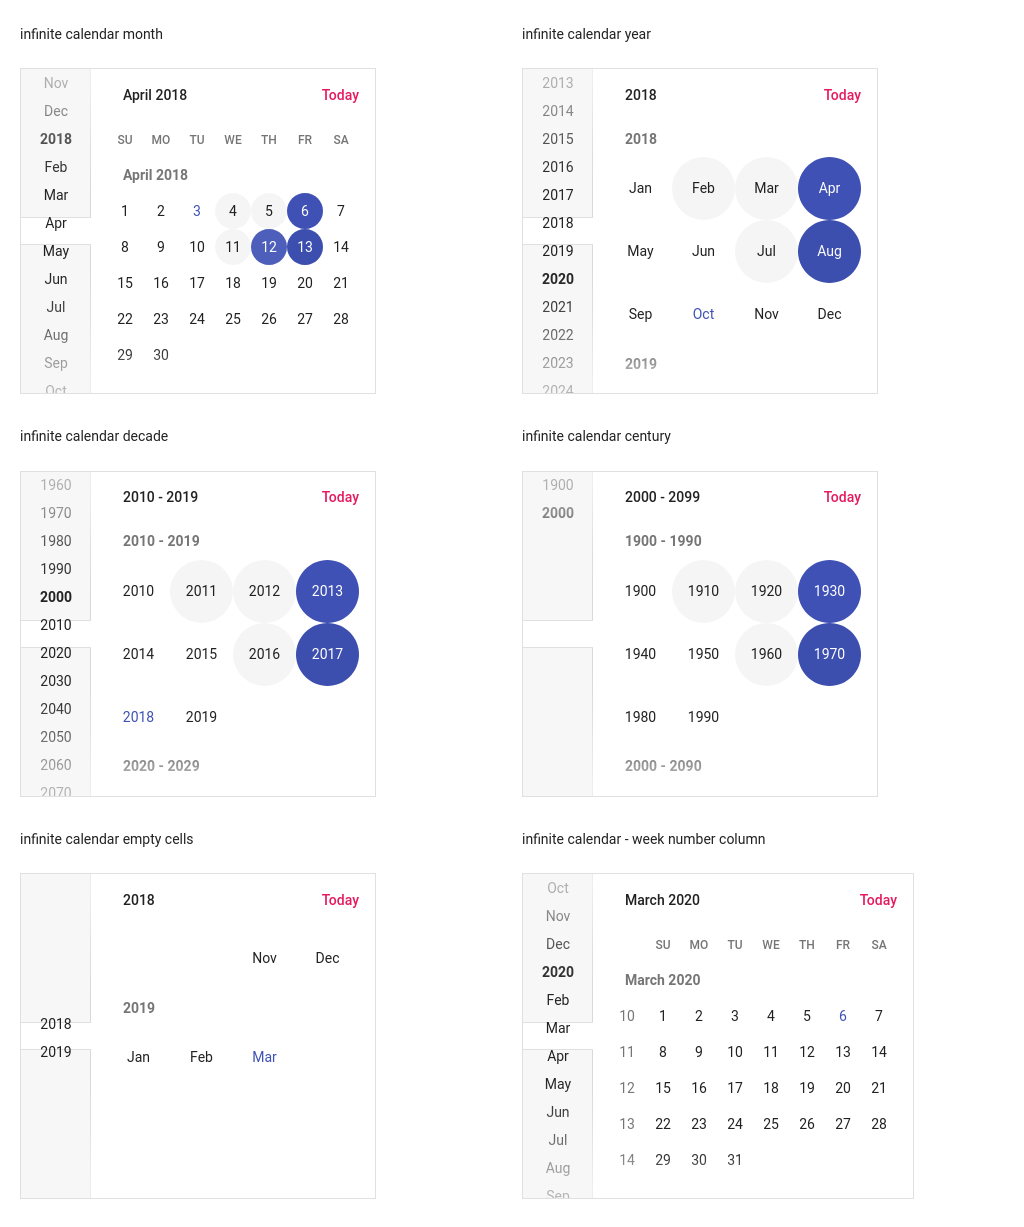 infinite calendar month
Nov
Dec
2018
Feb
Mar
Apr
May
Jun
Jul
Aug
Sep
Oct
April 2018 Today
SU MO TU WE TH FR SA
April 2018
1 2 3 4 5 6 7
8 9 10 11 12 13 14
15 16 17 18 19 20 21
22 23 24 25 26 27 28
29 30
infinite calendar year
2013
2014
2015
2016
2017
2018
2019
2020
2021
2022
2023
2024
2018 Today
2018
Jan Feb Mar Apr
May Jun Jul Aug
Sep Oct Nov Dec
2019
infinite calendar decade
1960
1970
1980
1990
2000
2010
2020
2030
2040
2050
2060
2070
2010 - 2019 Today
2010 - 2019
2010 2011 2012 2013
2014 2015 2016 2017
2018 2019
2020 - 2029
infinite calendar century
1900
2000
2000 - 2099 Today
1900 - 1990
1900 1910 1920 1930
1940 1950 1960 1970
1980 1990
2000 - 2090
infinite calendar empty cells
2018
2019
2018 Today
Nov Dec
2019
Jan Feb Mar
infinite calendar - week number column
Oct
Nov
Dec
2020
Feb
Mar
Apr
May
Jun
Jul
Aug
Sep
March 2020 Today
SU MO TU WE TH FR SA
March 2020
10 1 2 3 4 5 6 7
11 8 9 10 11 12 13 14
12 15 16 17 18 19 20 21
13 22 23 24 25 26 27 28
14 29 30 31